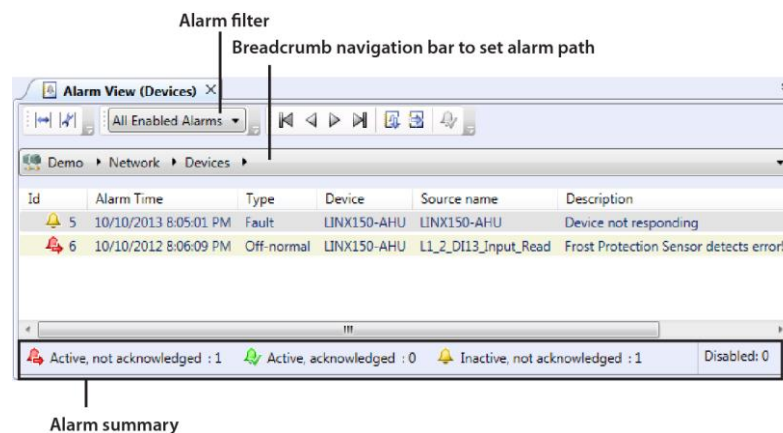 Alarm filter
Breadcrumb navigation bar to set alarm path
Alarm View (Devices)
All Enabled Alarms
Demo Network Devices
Id Alarm Time Type Device Source name Description
5 10/10/2013 8:05:01 PM Fault LINX150-AHU LINX150-AHU Device not responding
6 10/10/2012 8:06:09 PM Off-normal LINX150-AHU L1_2_DI13_Input_Read Frost Protection Sensor detects error!
Active, not acknowledged : 1 Active, acknowledged : 0 Inactive, not acknowledged : 1 Disabled: 0
Alarm summary